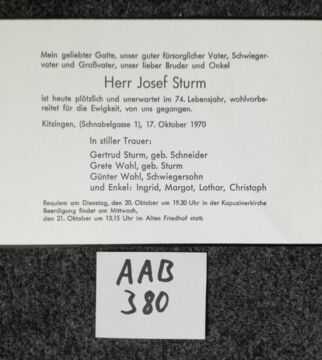 Mein geliebter Gatte, unser guter fürsorglicher Vater, Schwieger-
vater und Großvater, unser lieber Bruder und Onkel
Herr Josef Sturm
ist heute plötzlich und unerwartet im 74. Lebensjahr, wohlvorbe-
reitet für die Ewigkeit, von uns gegangen.
Kitzingen, (Schnabelgasse 1), 17. Oktober 1970
In stiller Trauer:
Gertrud Sturm, geb. Schneider
Grete Wahl, geb. Sturm
Günter Wahl, Schwiegersohn
und Enkel: Ingrid, Margot, Lothar, Christoph
Requiem am Dienstag, den 20. Oktober um 19.30 Uhr in der Kapuzinerkirche
Beerdigung findet am Mittwoch,
den 21. Oktober um 13.15 Uhr im Alten Friedhof statt.
AAB
380